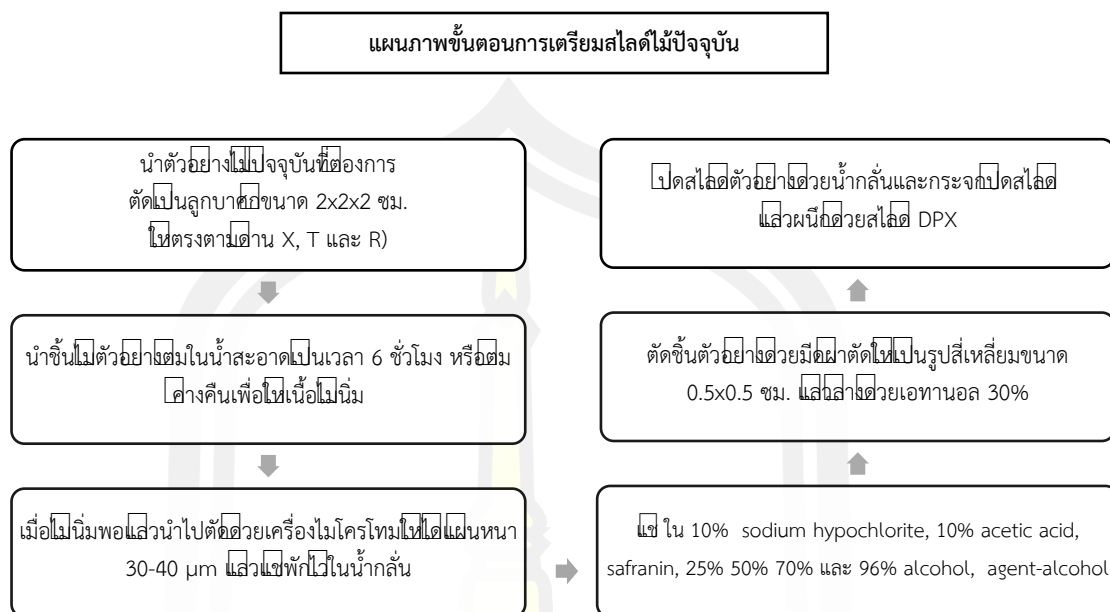 แผนภาพขั้นตอนการเตรียมสไลด์ไม้ปัจจุบัน
นำตัวอย่างไม้ปัจจุบันที่ต้องการ
ตัดเป็นลูกบาศก์ขนาด 2x2x2 ซม.
ให้ตรงตามด้าน X, T และ R)
นำชิ้นไม้ตัวอย่างต้มในน้ำสะอาดเป็นเวลา 6 ชั่วโมง หรือต้ม
ค้างคืนเพื่อให้เนื้อไม้นิ่ม
เมื่อไม้นิ่มพอแล้วนำไปตัดด้วยเครื่องไมโครโทมให้ได้แผ่นหนา
30-40 µm แล้วแช่พักไว้ในน้ำกลั่น
แช่ ใน 10% sodium hypochlorite, 10% acetic acid,
safranin, 25% 50% 70% และ 96% alcohol, agent-alcohol
ตัดชิ้นตัวอย่างด้วยมีดผ่าตัดให้เป็นรูปสี่เหลี่ยมขนาด
0.5x0.5 ซม. แล้วล้างด้วยเอทานอล 30%
ปิดสไลด์ตัวอย่างด้วยน้ำกลั่นและกระจกปิดสไลด์
แล้วผนึกด้วยสไลด์ DPX